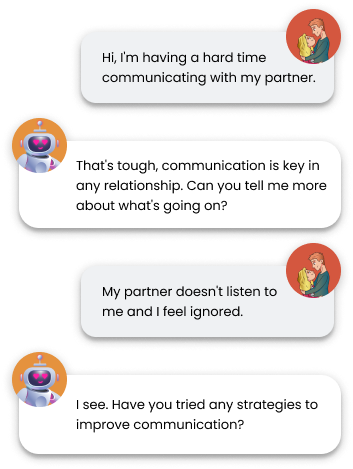 Hi, I'm having a hard time
communicating with my partner.
That's tough, communication is key in
any relationship. Can you tell me more
about what's going on?
My partner doesn't listen to
me and I feel ignored.
I see. Have you tried any strategies to
improve communication?